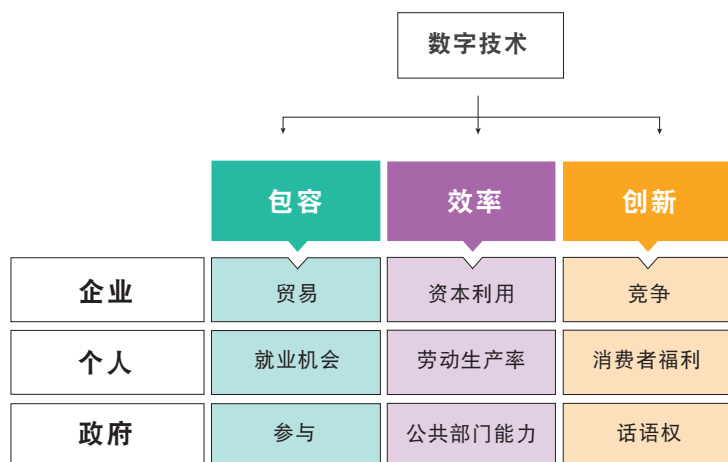 数字技术
包容
效率
创新
企业
贸易
资本利用
竞争
个人
就业机会
劳动生产率
消费者福利
政府
参与
公共部门能力
话语权